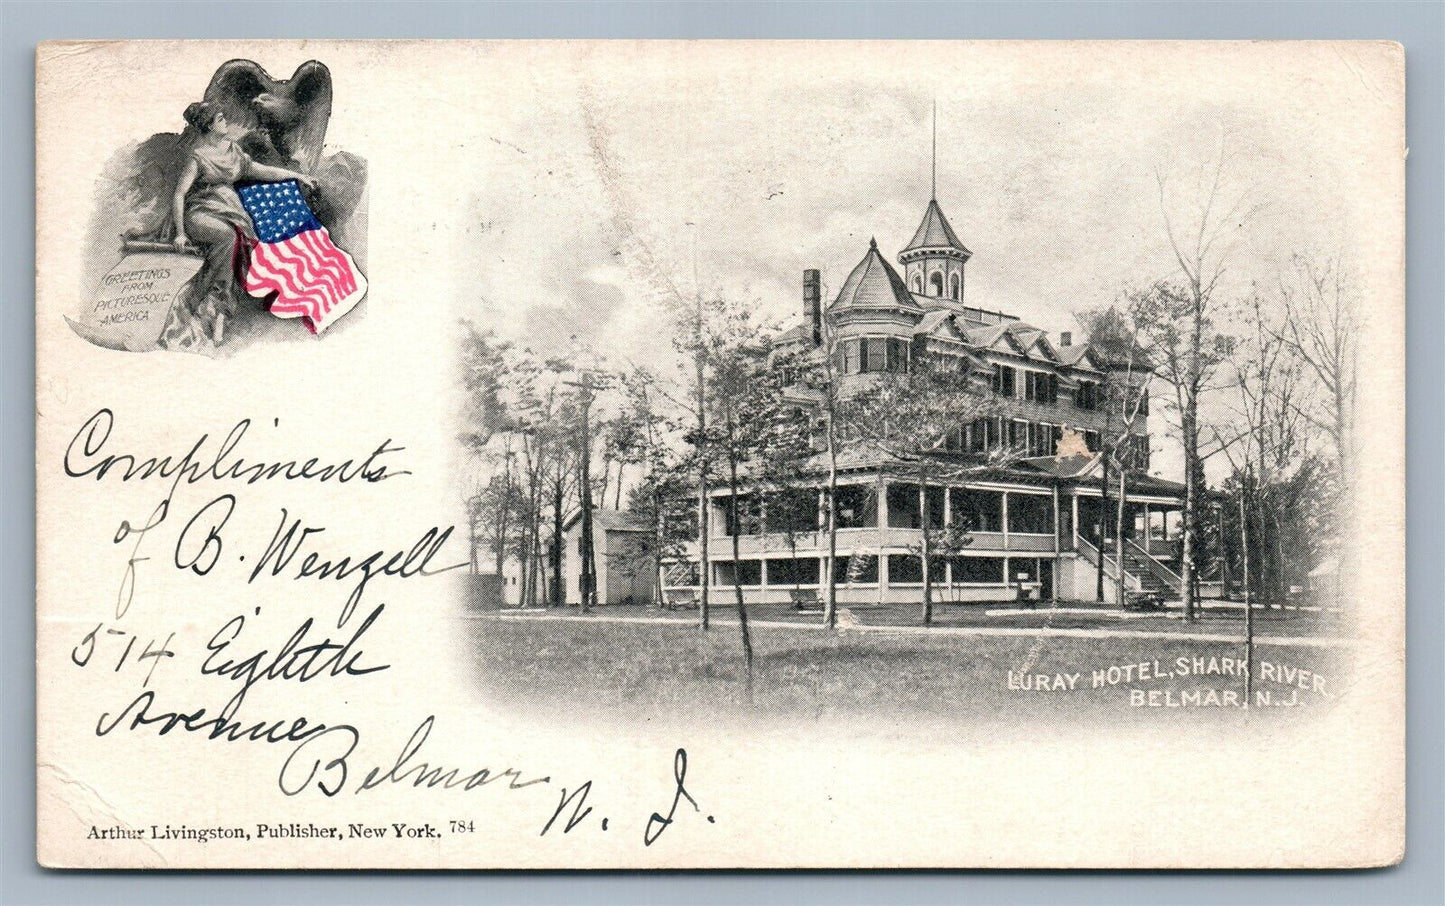 GREETINGS
FROM
PICTURESQUE
AMERICA
Compliments
of B. Wenzell
514 Eighth
Avenue
Belmar
N. J.
LURAY HOTEL, SHARK RIVER,
BELMAR, N.J.
Arthur Livingston, Publisher, New York. 784